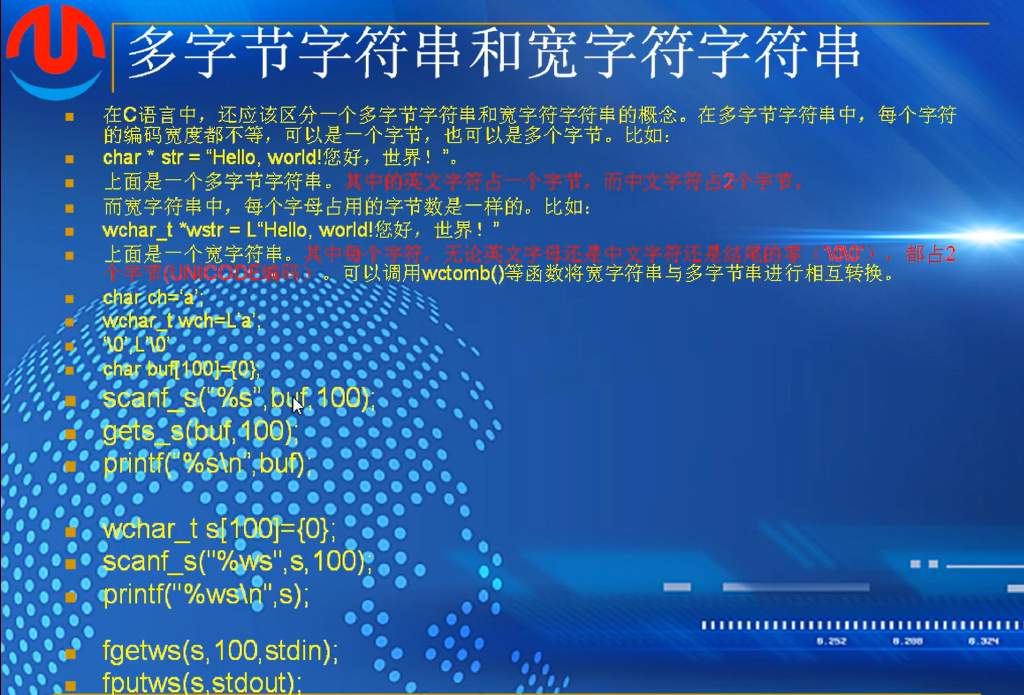 多字节字符串和宽字符字符串
在C语言中，还应该区分一个多字节字符串和宽字符字符串的概念。在多字节字符串中，每个字符
的编码宽度都不等，可以是一个字节，也可以是多个字节。比如：
char * str = “Hello, world!您好，世界！”。
上面是一个多字节字符串。其中的英文字符占一个字节，而中文字符占2个字节。
而宽字符串中，每个字母占用的字节数是一样的。比如：
wchar_t *wstr = L“Hello, world!您好，世界！”
上面是一个宽字符串。其中每个字符，无论英文字母还是中文字符还是结尾的零（‘\0\0’），都占2
个字节(UNICODE编码）。可以调用wctomb()等函数将宽字符串与多字节串进行相互转换。
char ch=‘a’;
wchar_t wch=L‘a’;
‘\0’,L‘\0’
char buf[100]={0};
scanf_s(“%s”,buf,100);
gets_s(buf,100);
printf(“%s\n”,buf);
wchar_t s[100]={0};
scanf_s("%ws",s,100);
printf("%ws\n",s);
fgetws(s,100,stdin);
fputws(s,stdout);
6.252 6.288 6.324